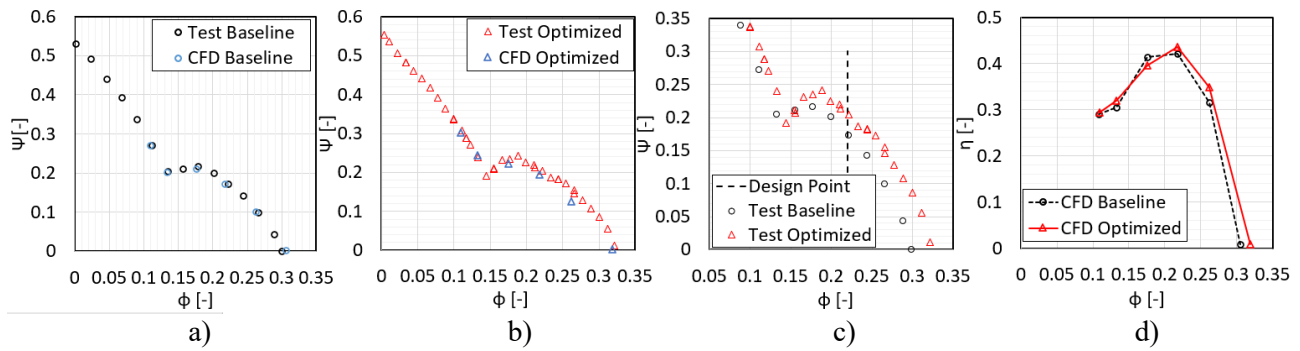 0.6
0.5
0.4
0.3
0.2
0.1
0
Ψ[-]
Test Baseline
CFD Baseline
0 0.05 0.1 0.15 0.2 0.25 0.3 0.35
ϕ [-]
a)
0.6
0.5
0.4
0.3
0.2
0.1
0
Ψ[-]
Test Optimized
CFD Optimized
0 0.05 0.1 0.15 0.2 0.25 0.3 0.35
ϕ [-]
b)
0.35
0.30
0.25
0.20
0.15
0.10
0.05
0
Ψ [-]
Design Point
Test Baseline
Test Optimized
0.05 0.1 0.15 0.2 0.25 0.3 0.35
ϕ [-]
c)
0.5
0.4
0.3
0.2
0.1
0
η [-]
CFD Baseline
CFD Optimized
0 0.05 0.1 0.15 0.2 0.25 0.3 0.35
ϕ [-]
d)